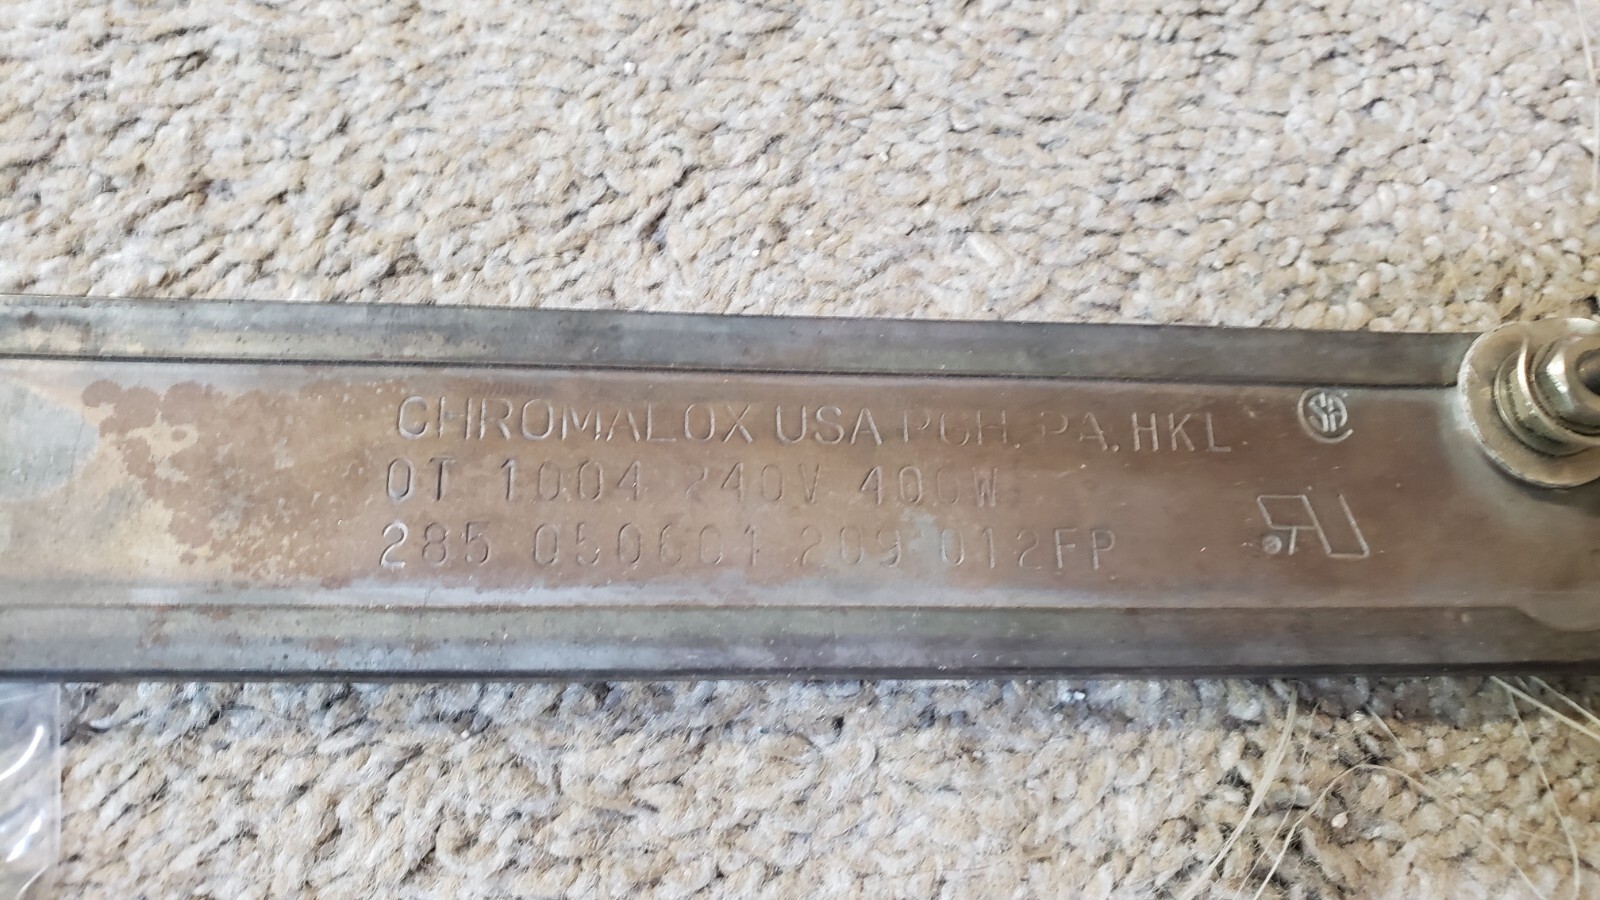 CHROMALOX USA PGH. PA. HKL
OT 1004 240V 400W
285 050601 209 012FP